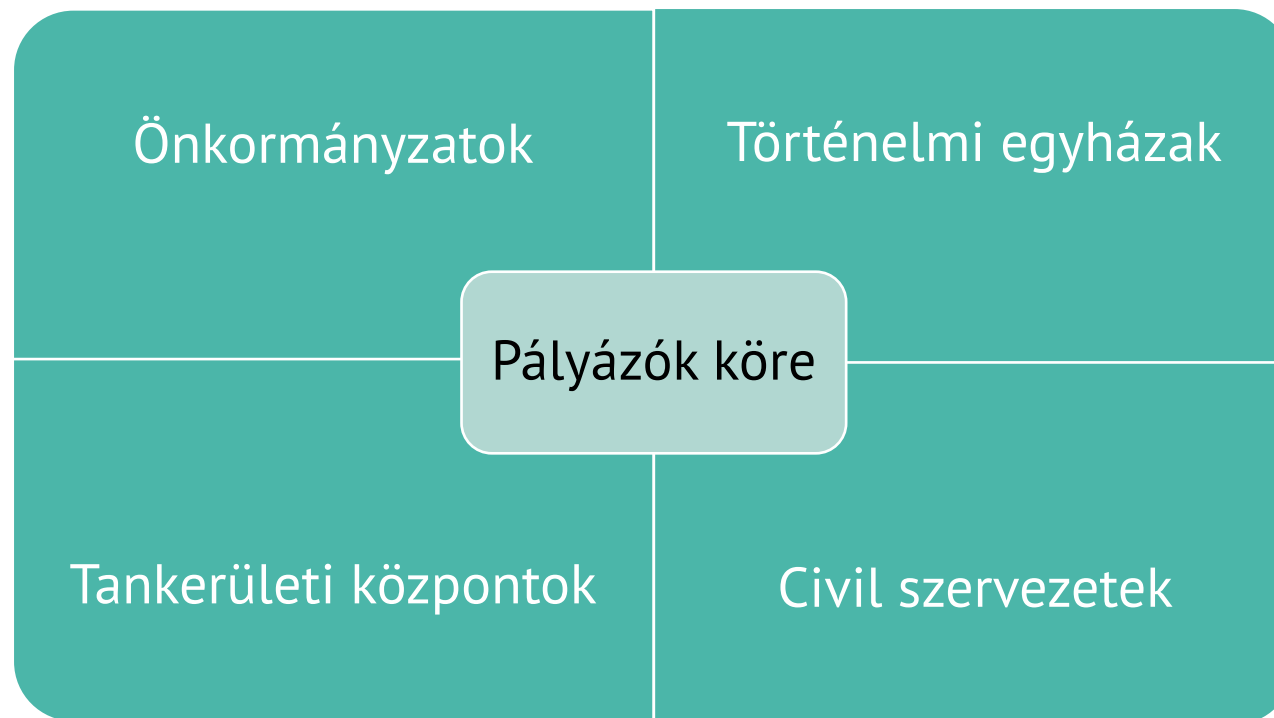 Önkormányzatok
Történelmi egyházak
Pályázók köre
Tankerületi központok
Civil szervezetek